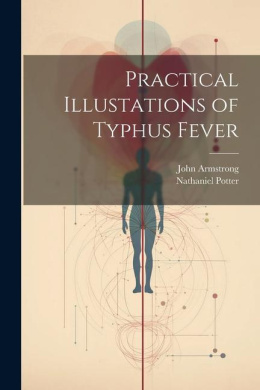 Practical
Illustations of
Typhus Fever
John Armstrong
Nathaniel Potter